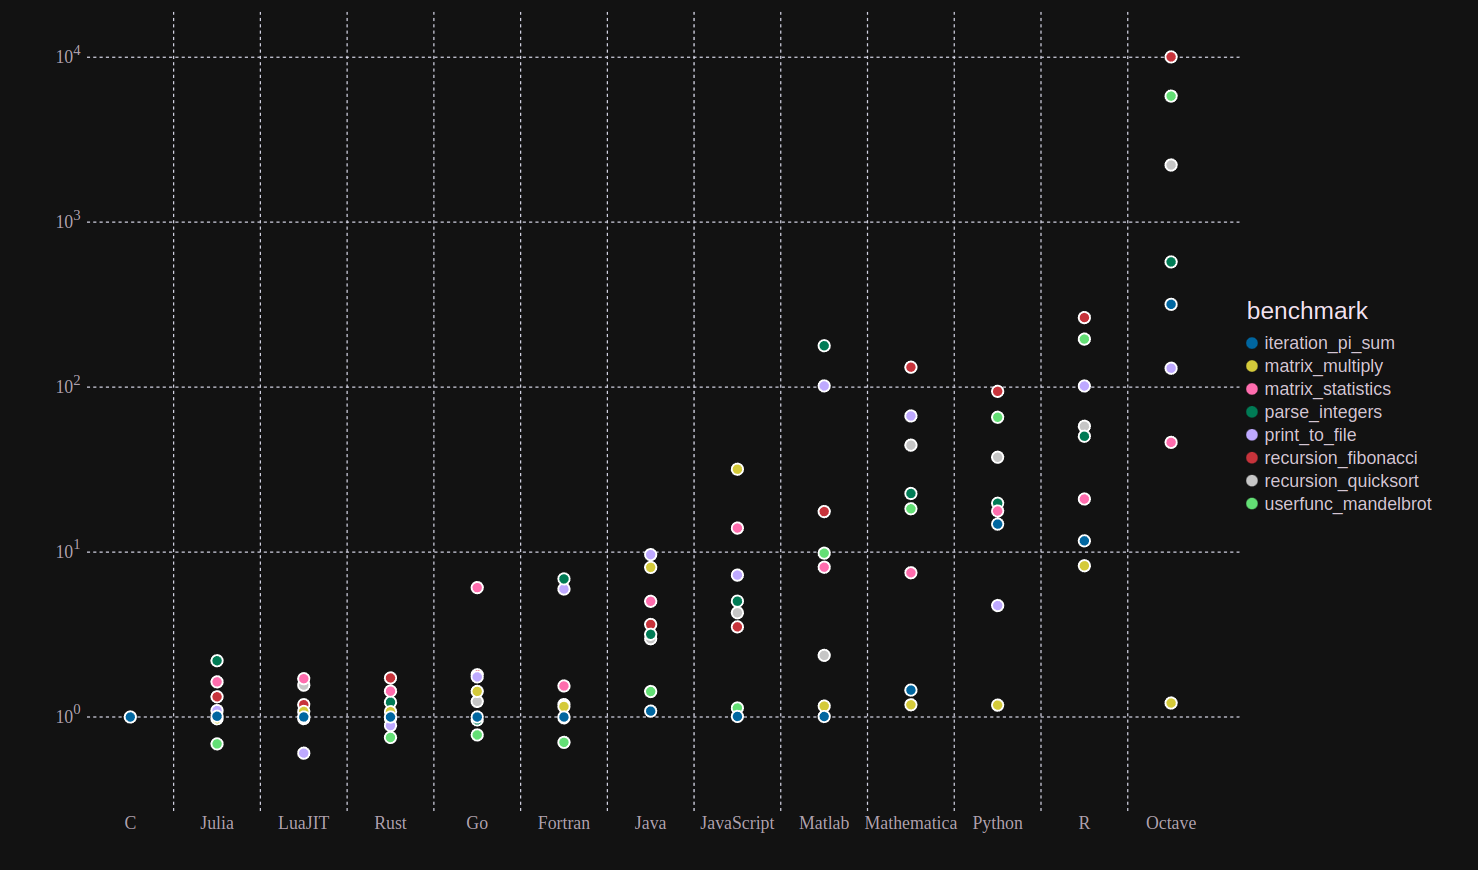 10^4
10^3
10^2
10^1
10^0
C Julia LuaJIT Rust Go Fortran Java JavaScript Matlab Mathematica Python R Octave
benchmark
iteration_pi_sum
matrix_multiply
matrix_statistics
parse_integers
print_to_file
recursion_fibonacci
recursion_quicksort
userfunc_mandelbrot